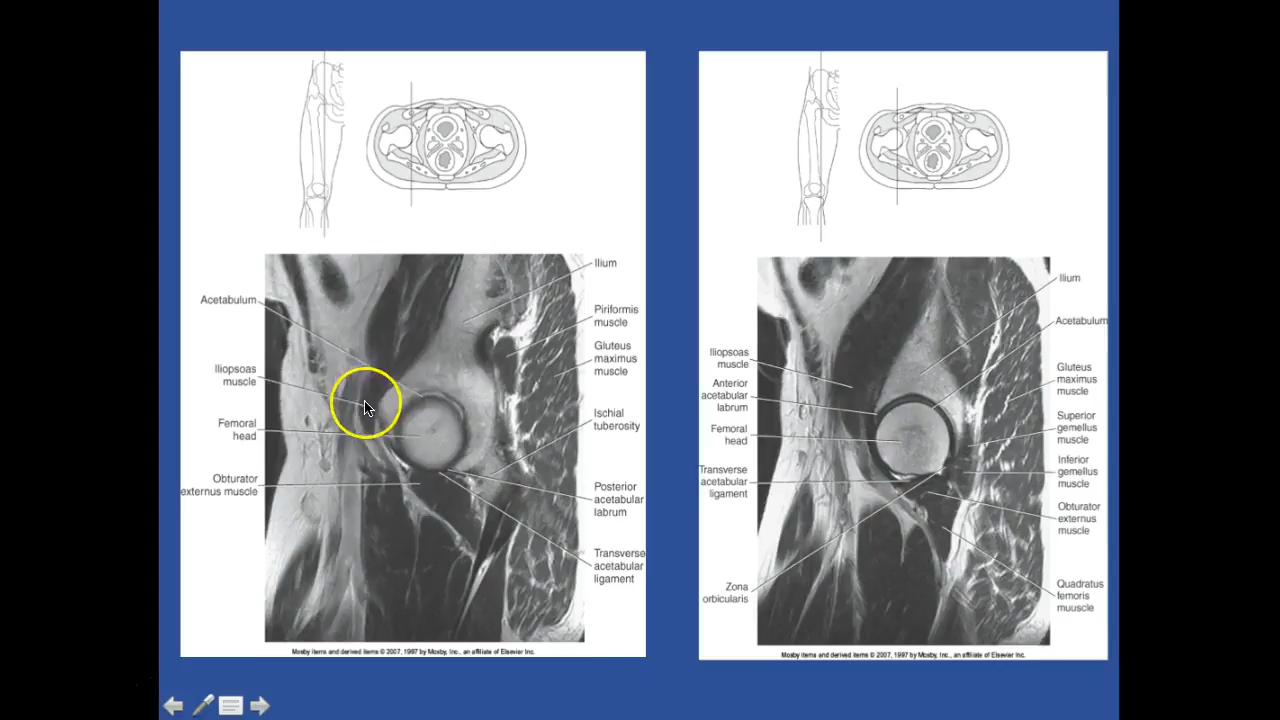 Acetabulum
Iliopsoas
muscle
Femoral
head
Obturator
externus muscle
Ilium
Piriformis
muscle
Gluteus
maximus
muscle
Ischial
tuberosity
Posterior
acetabular
labrum
Transverse
acetabular
ligament
Mosby items and derived items © 2007, 1997 by Mosby, Inc., an affiliate of Elsevier Inc.
Iliopsoas
muscle
Anterior
acetabular
labrum
Femoral
head
Transverse
acetabular
ligament
Zona
orbicularis
Ilium
Acetabulum
Gluteus
maximus
muscle
Superior
gemellus
muscle
Inferior
gemellus
muscle
Obturator
externus
muscle
Quadratus
femoris
muuscle
Mosby items and derived items © 2007, 1997 by Mosby, Inc., an affiliate of Elsevier Inc.